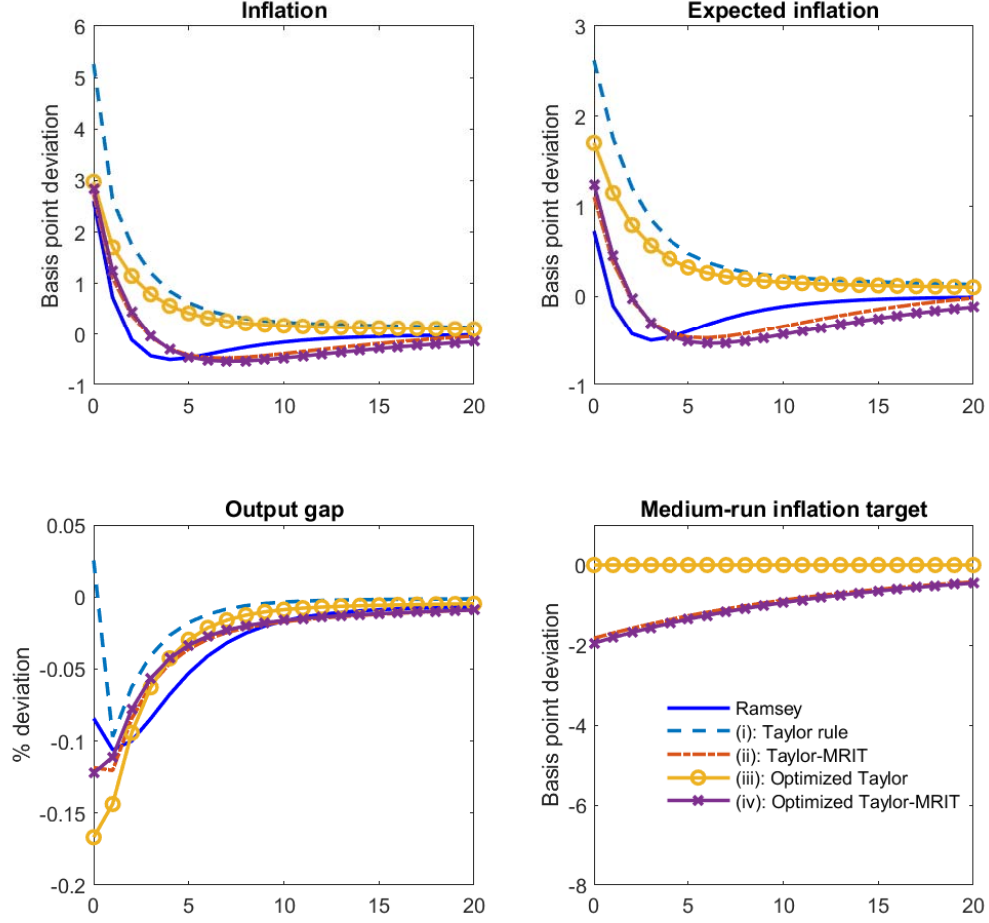 Inflation
Basis point deviation
6
5
4
3
2
1
0
-1
0 5 10 15 20
Expected inflation
Basis point deviation
3
2
1
0
-1
0 5 10 15 20
Output gap
% deviation
0.05
0
-0.05
-0.1
-0.15
-0.2
0 5 10 15 20
Medium-run inflation target
Basis point deviation
0
-2
-4
-6
-8
0 5 10 15 20
Ramsey
(i): Taylor rule
(ii): Taylor-MRIT
(iii): Optimized Taylor
(iv): Optimized Taylor-MRIT